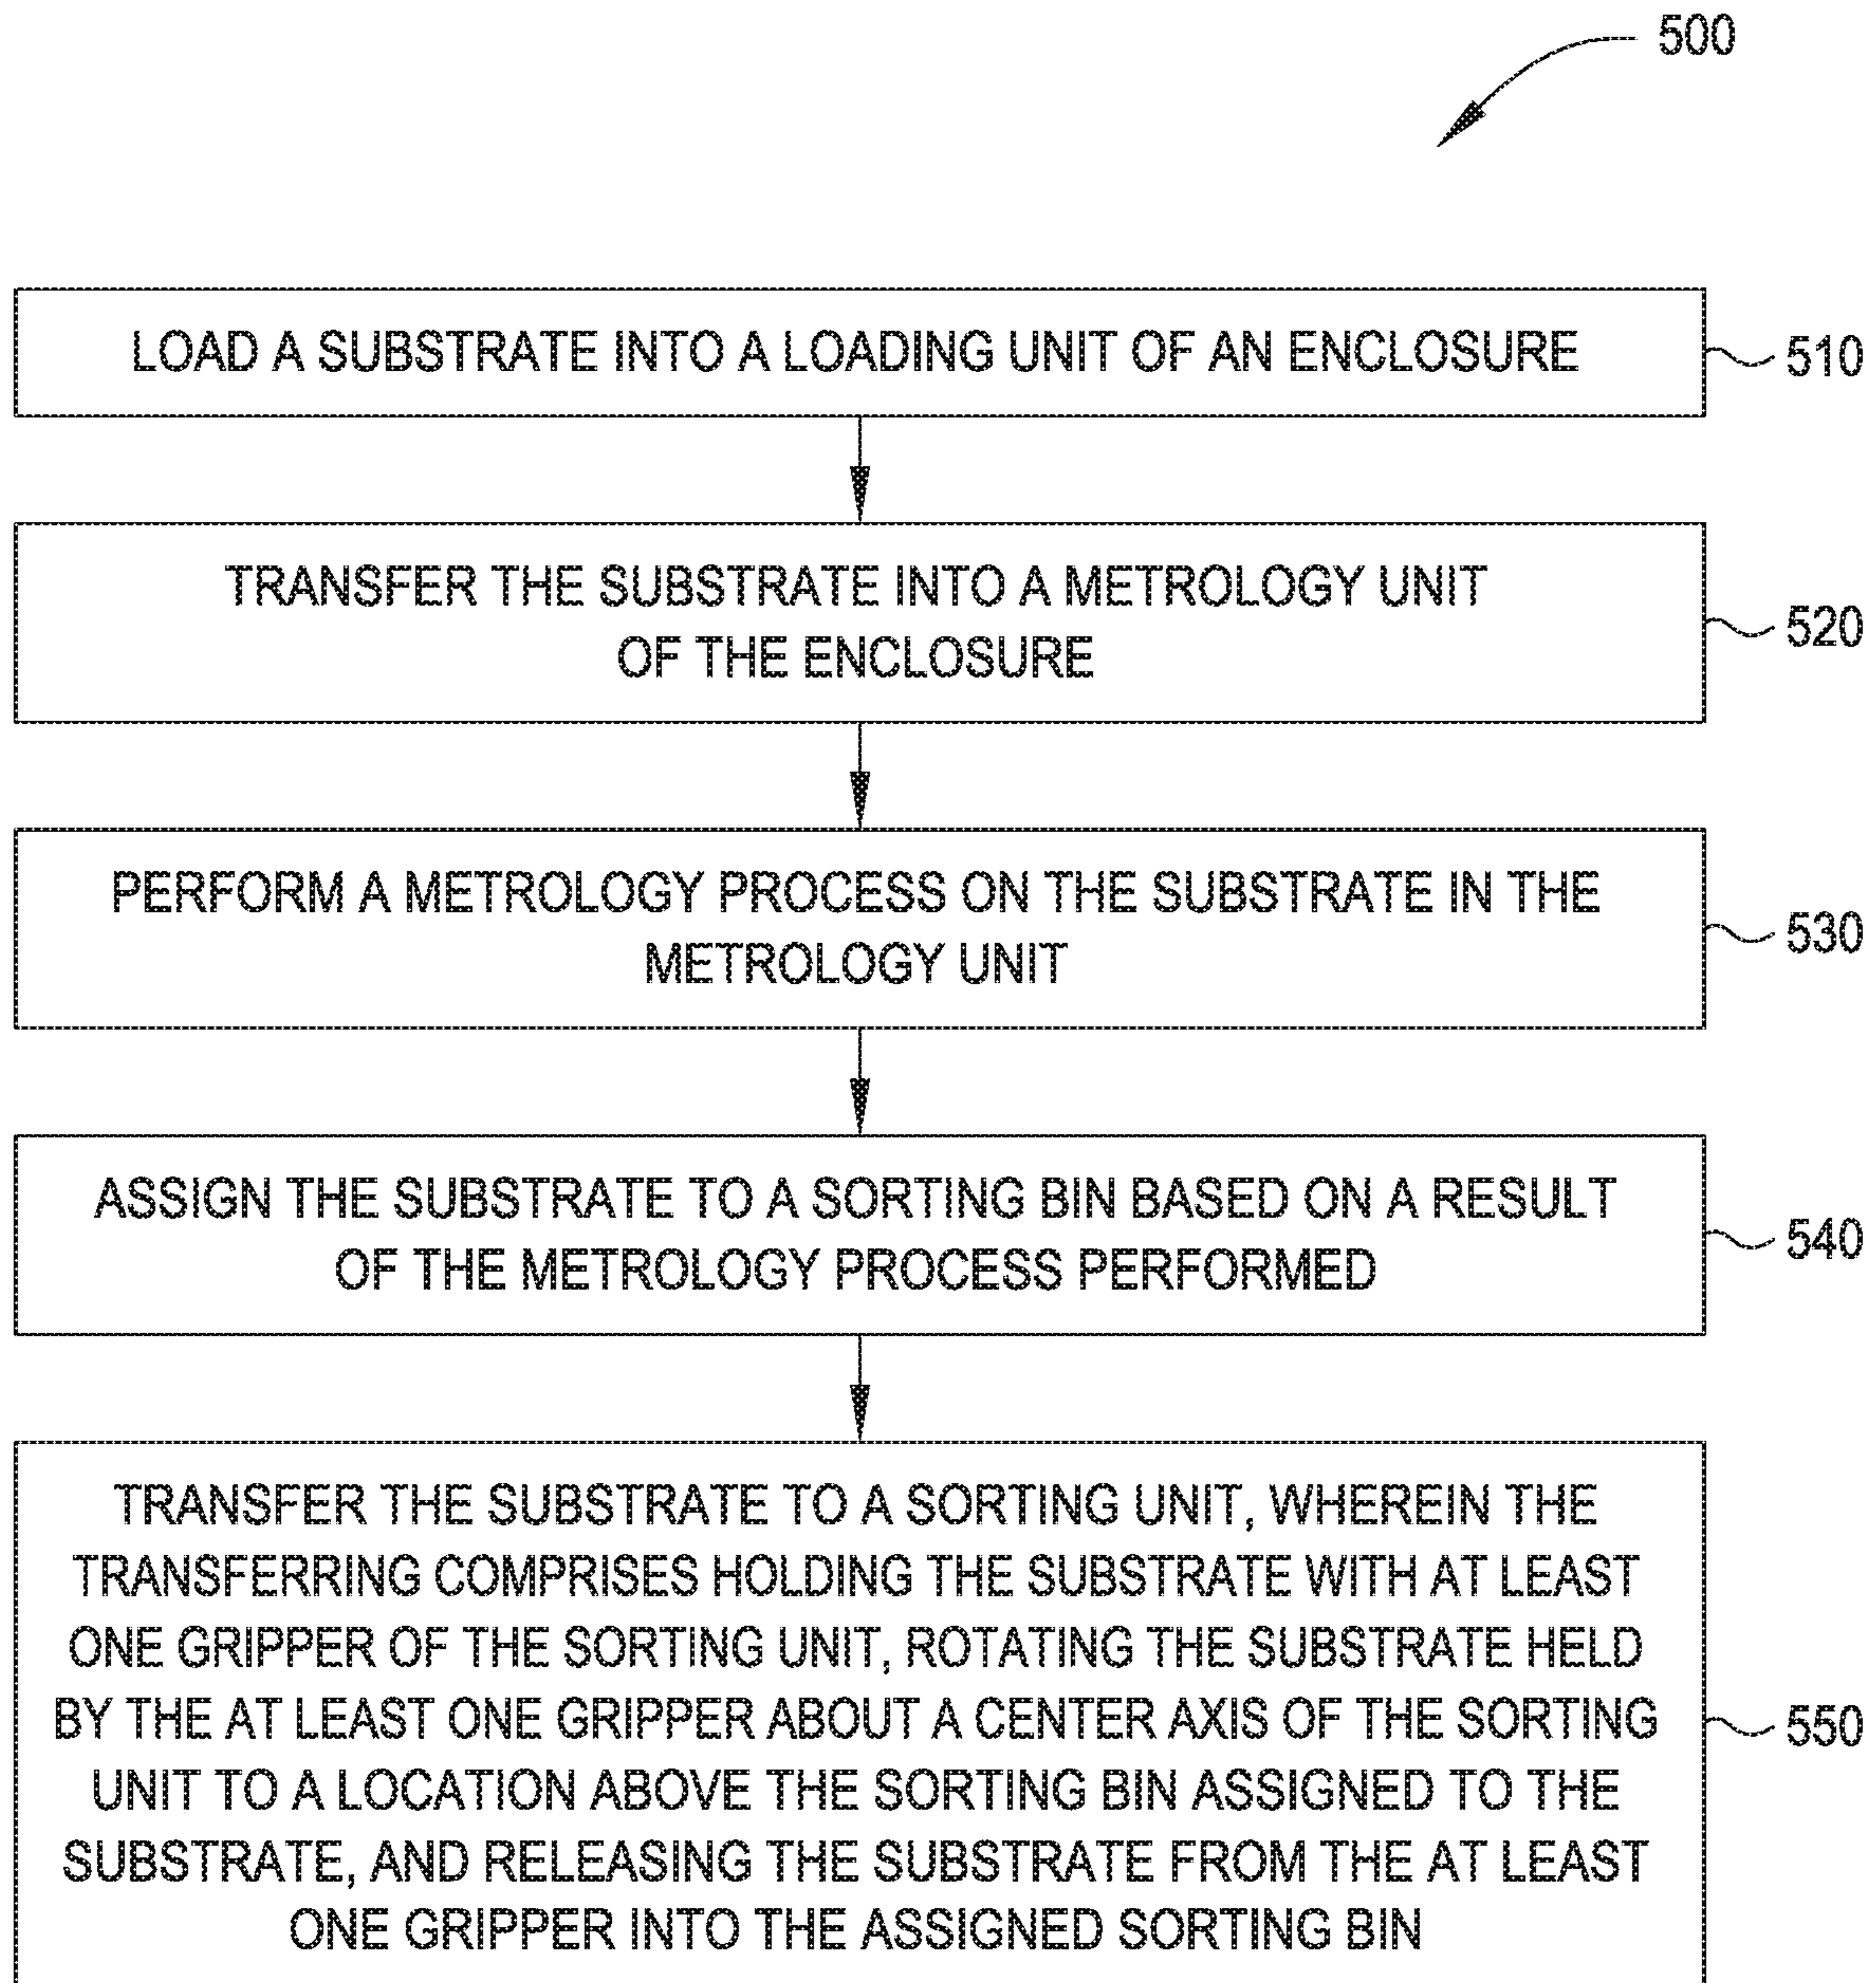 500
LOAD A SUBSTRATE INTO A LOADING UNIT OF AN ENCLOSURE
510
TRANSFER THE SUBSTRATE INTO A METROLOGY UNIT
OF THE ENCLOSURE
520
PERFORM A METROLOGY PROCESS ON THE SUBSTRATE IN THE
METROLOGY UNIT
530
ASSIGN THE SUBSTRATE TO A SORTING BIN BASED ON A RESULT
OF THE METROLOGY PROCESS PERFORMED
540
TRANSFER THE SUBSTRATE TO A SORTING UNIT, WHEREIN THE
TRANSFERRING COMPRISES HOLDING THE SUBSTRATE WITH AT LEAST
ONE GRIPPER OF THE SORTING UNIT, ROTATING THE SUBSTRATE HELD
BY THE AT LEAST ONE GRIPPER ABOUT A CENTER AXIS OF THE SORTING
UNIT TO A LOCATION ABOVE THE SORTING BIN ASSIGNED TO THE
SUBSTRATE, AND RELEASING THE SUBSTRATE FROM THE AT LEAST
ONE GRIPPER INTO THE ASSIGNED SORTING BIN
550